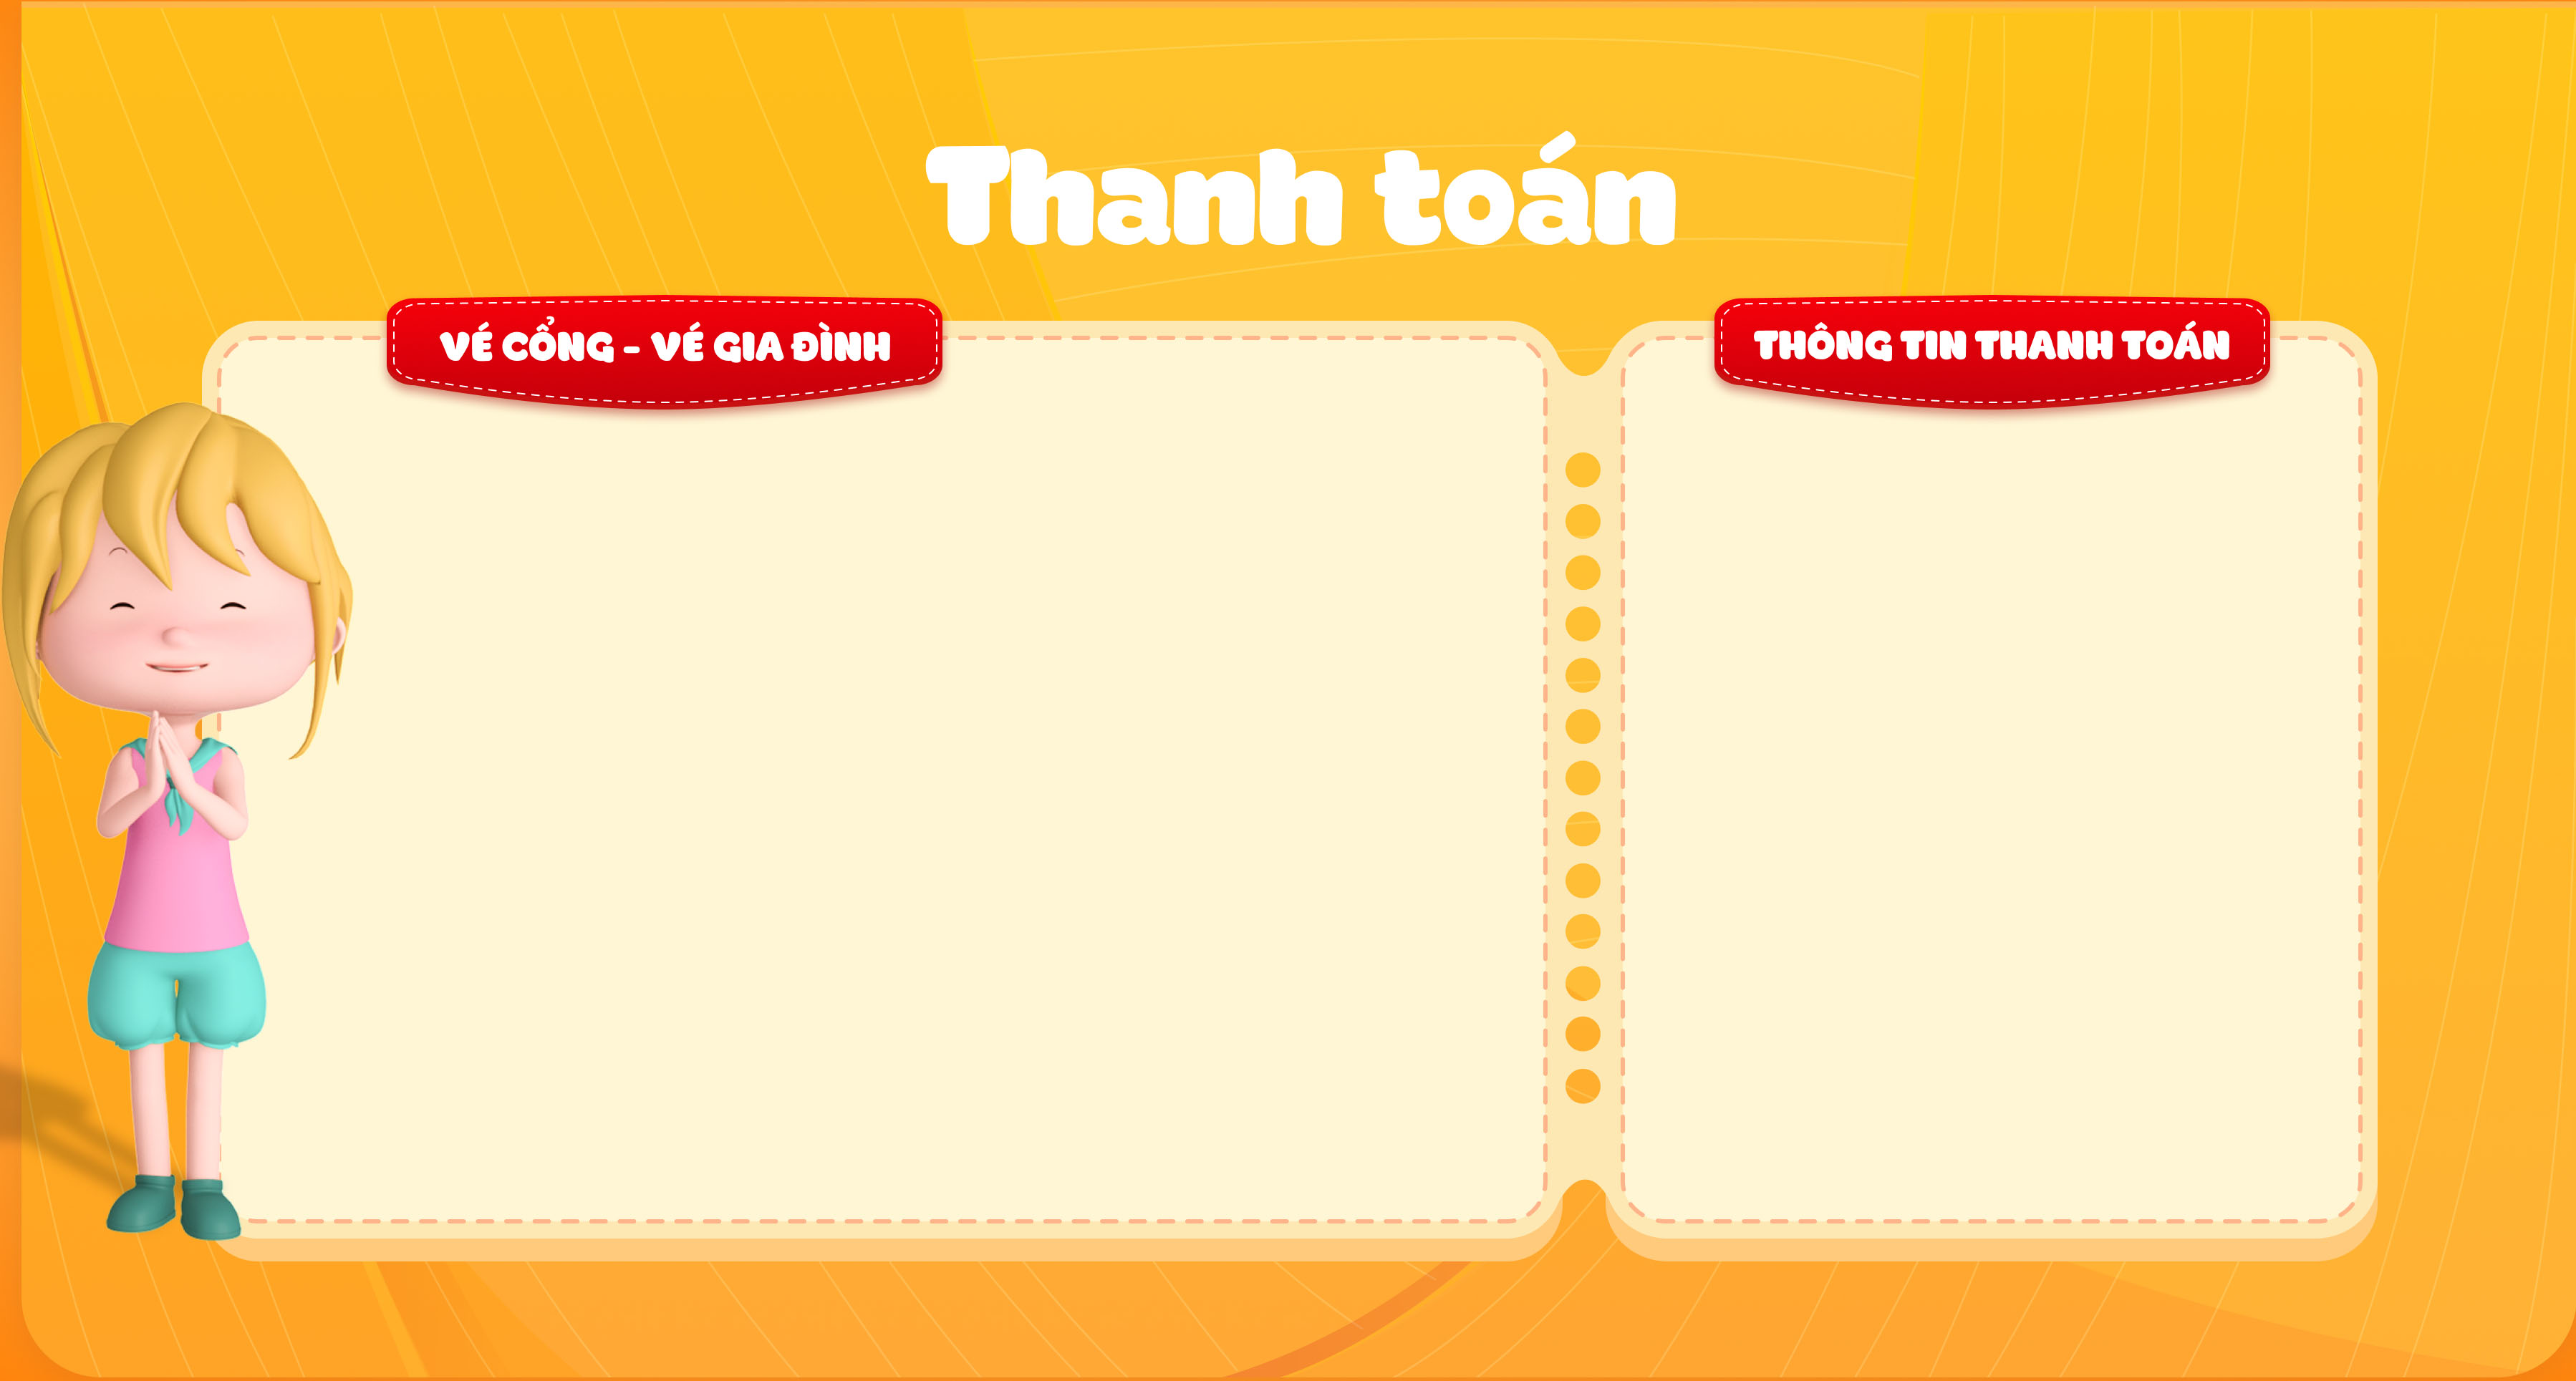 Thanh toán
VÉ CỔNG - VÉ GIA ĐÌNH
THÔNG TIN THANH TOÁN